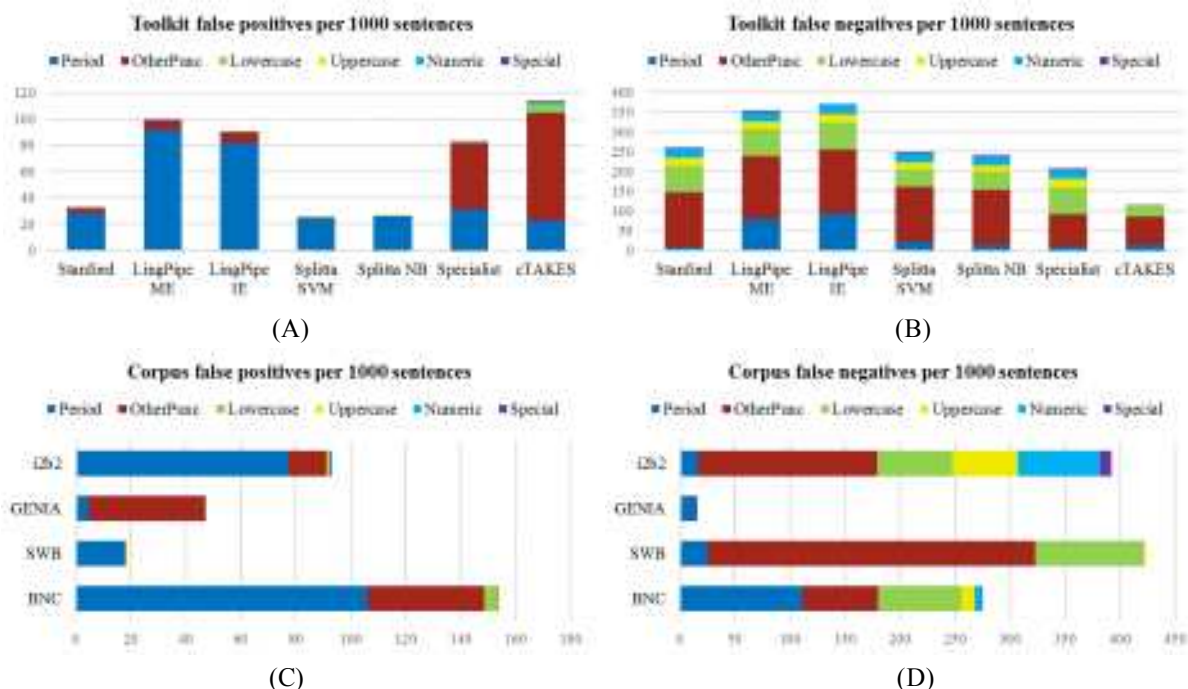 Toolkit false positives per 1000 sentences
Period OtherPunc Lowercase Uppercase Numeric Special
120
100
80
60
40
20
0
Stanford LingPipe ME LingPipe IE Splitta SVM Splitta NB Specialist cTAKES
(A)
Toolkit false negatives per 1000 sentences
Period OtherPunc Lowercase Uppercase Numeric Special
400
350
300
250
200
150
100
50
0
Stanford LingPipe ME LingPipe IE Splitta SVM Splitta NB Specialist cTAKES
(B)
Corpus false positives per 1000 sentences
Period OtherPunc Lowercase Uppercase Numeric Special
i2b2
GENIA
SWB
BNC
0 20 40 60 80 100 120 140 160 180
(C)
Corpus false negatives per 1000 sentences
Period OtherPunc Lowercase Uppercase Numeric Special
i2b2
GENIA
SWB
BNC
0 50 100 150 200 250 300 350 400 450
(D)